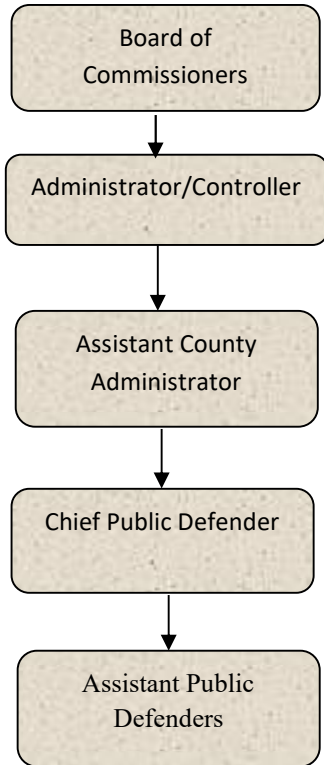 Board of
Commissioners
Administrator/Controller
Assistant County
Administrator
Chief Public Defender
Assistant Public
Defenders